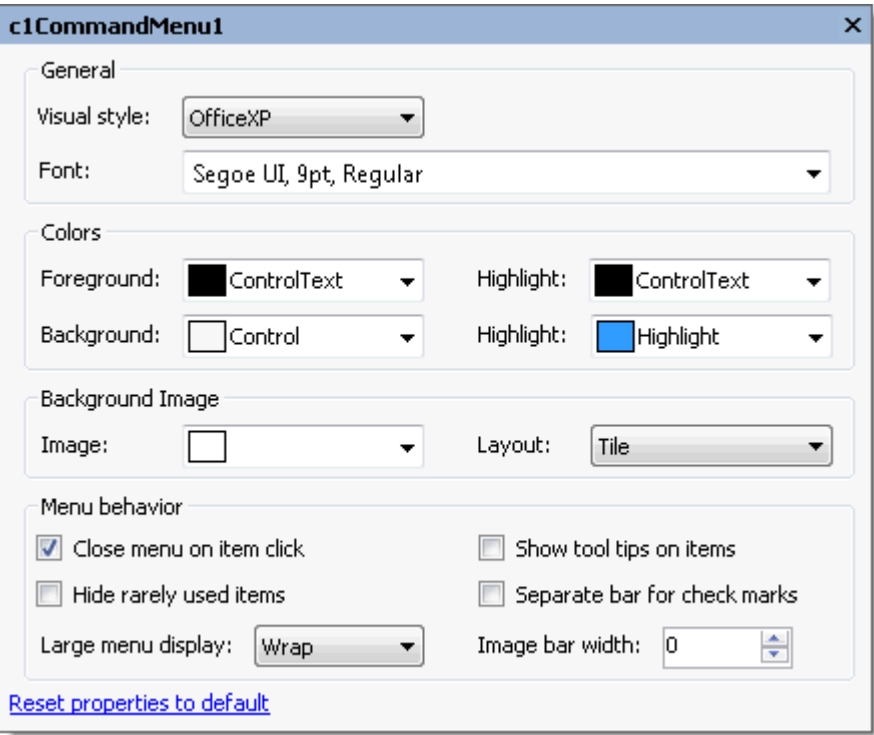 c1CommandMenu1
General
Visual style: OfficeXP
Font: Segoe UI, 9pt, Regular
Colors
Foreground: ControlText Highlight: ControlText
Background: Control Highlight: Highlight
Background Image
Image: Layout: Tile
Menu behavior
Close menu on item click Show tool tips on items
Hide rarely used items Separate bar for check marks
Large menu display: Wrap Image bar width: 0
Reset properties to default